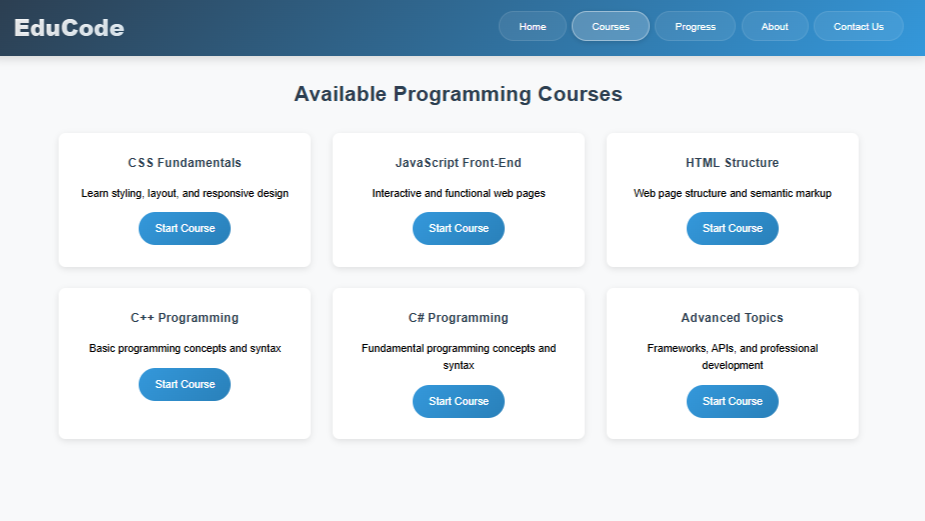 EduCode
Home
Courses
Progress
About
Contact Us
Available Programming Courses
CSS Fundamentals
Learn styling, layout, and responsive design
Start Course
JavaScript Front-End
Interactive and functional web pages
Start Course
HTML Structure
Web page structure and semantic markup
Start Course
C++ Programming
Basic programming concepts and syntax
Start Course
C# Programming
Fundamental programming concepts and
syntax
Start Course
Advanced Topics
Frameworks, APIs, and professional
development
Start Course